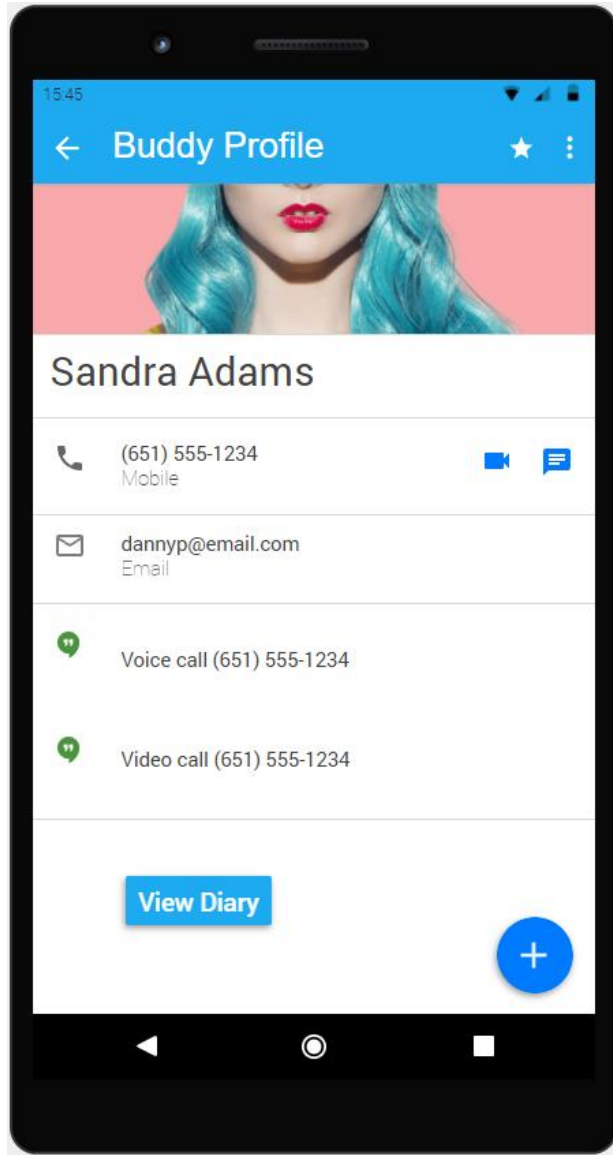 15:45
Buddy Profile
Sandra Adams
(651) 555-1234
Mobile
dannyp@email.com
Email
Voice call (651) 555-1234
Video call (651) 555-1234
View Diary